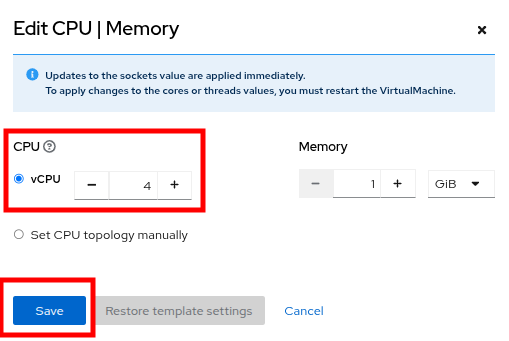 Edit CPU | Memory
Updates to the sockets value are applied immediately.
To apply changes to the cores or threads values, you must restart the VirtualMachine.
CPU
Memory
vCPU
4
1
GiB
Set CPU topology manually
Save
Restore template settings
Cancel